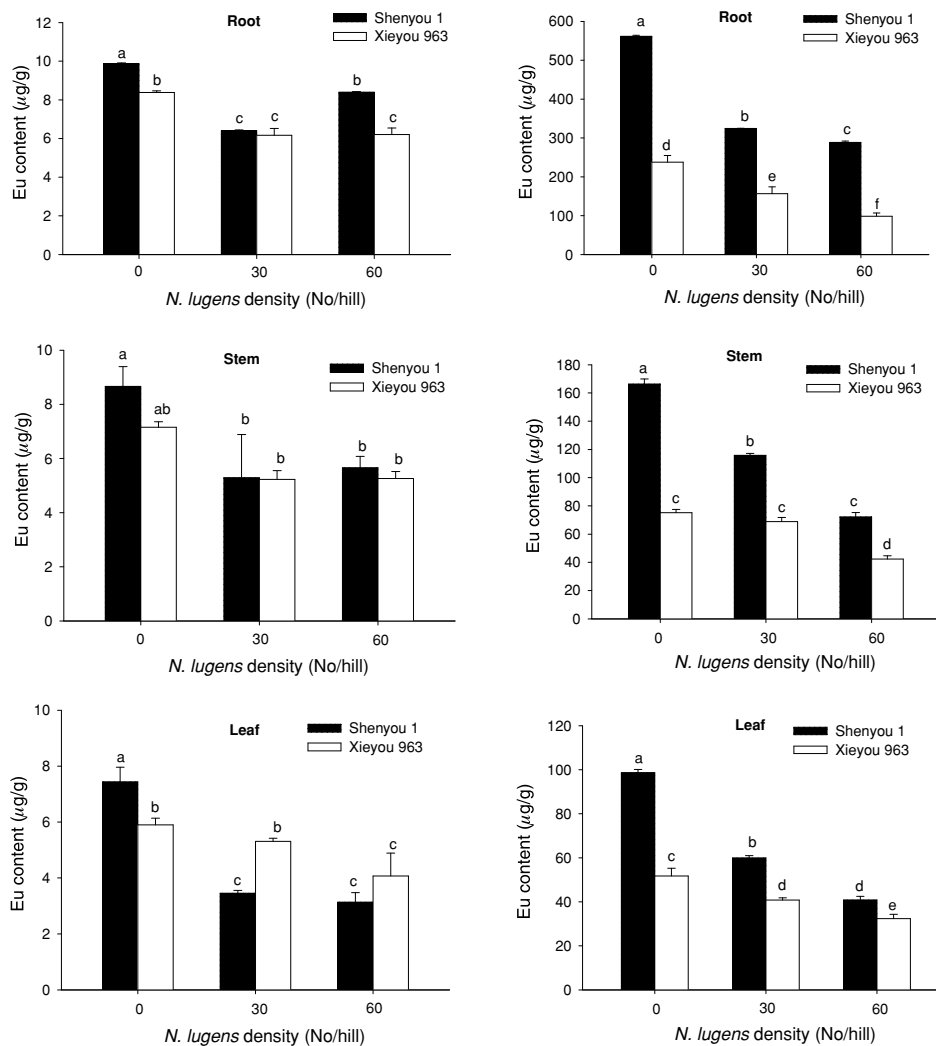 Root
Shenyou 1
Xieyou 963
Eu content (μg/g)
12
10
8
6
4
2
0
a
b
c
c
b
c
0
30
60
N. lugens density (No/hill)
Root
Shenyou 1
Xieyou 963
Eu content (μg/g)
600
500
400
300
200
100
0
a
d
b
e
c
f
0
30
60
N. lugens density (No/hill)
Stem
Shenyou 1
Xieyou 963
Eu content (μg/g)
10
8
6
4
2
0
a
ab
b
b
b
b
0
30
60
N. lugens density (No/hill)
Stem
Shenyou 1
Xieyou 963
Eu content (μg/g)
180
160
140
120
100
80
60
40
20
0
a
c
b
c
c
d
0
30
60
N. lugens density (No/hill)
Leaf
Shenyou 1
Xieyou 963
Eu content (μg/g)
10
8
6
4
2
0
a
b
c
b
c
c
0
30
60
N. lugens density (No/hill)
Leaf
Shenyou 1
Xieyou 963
Eu content (μg/g)
120
100
80
60
40
20
0
a
c
b
d
d
e
0
30
60
N. lugens density (No/hill)